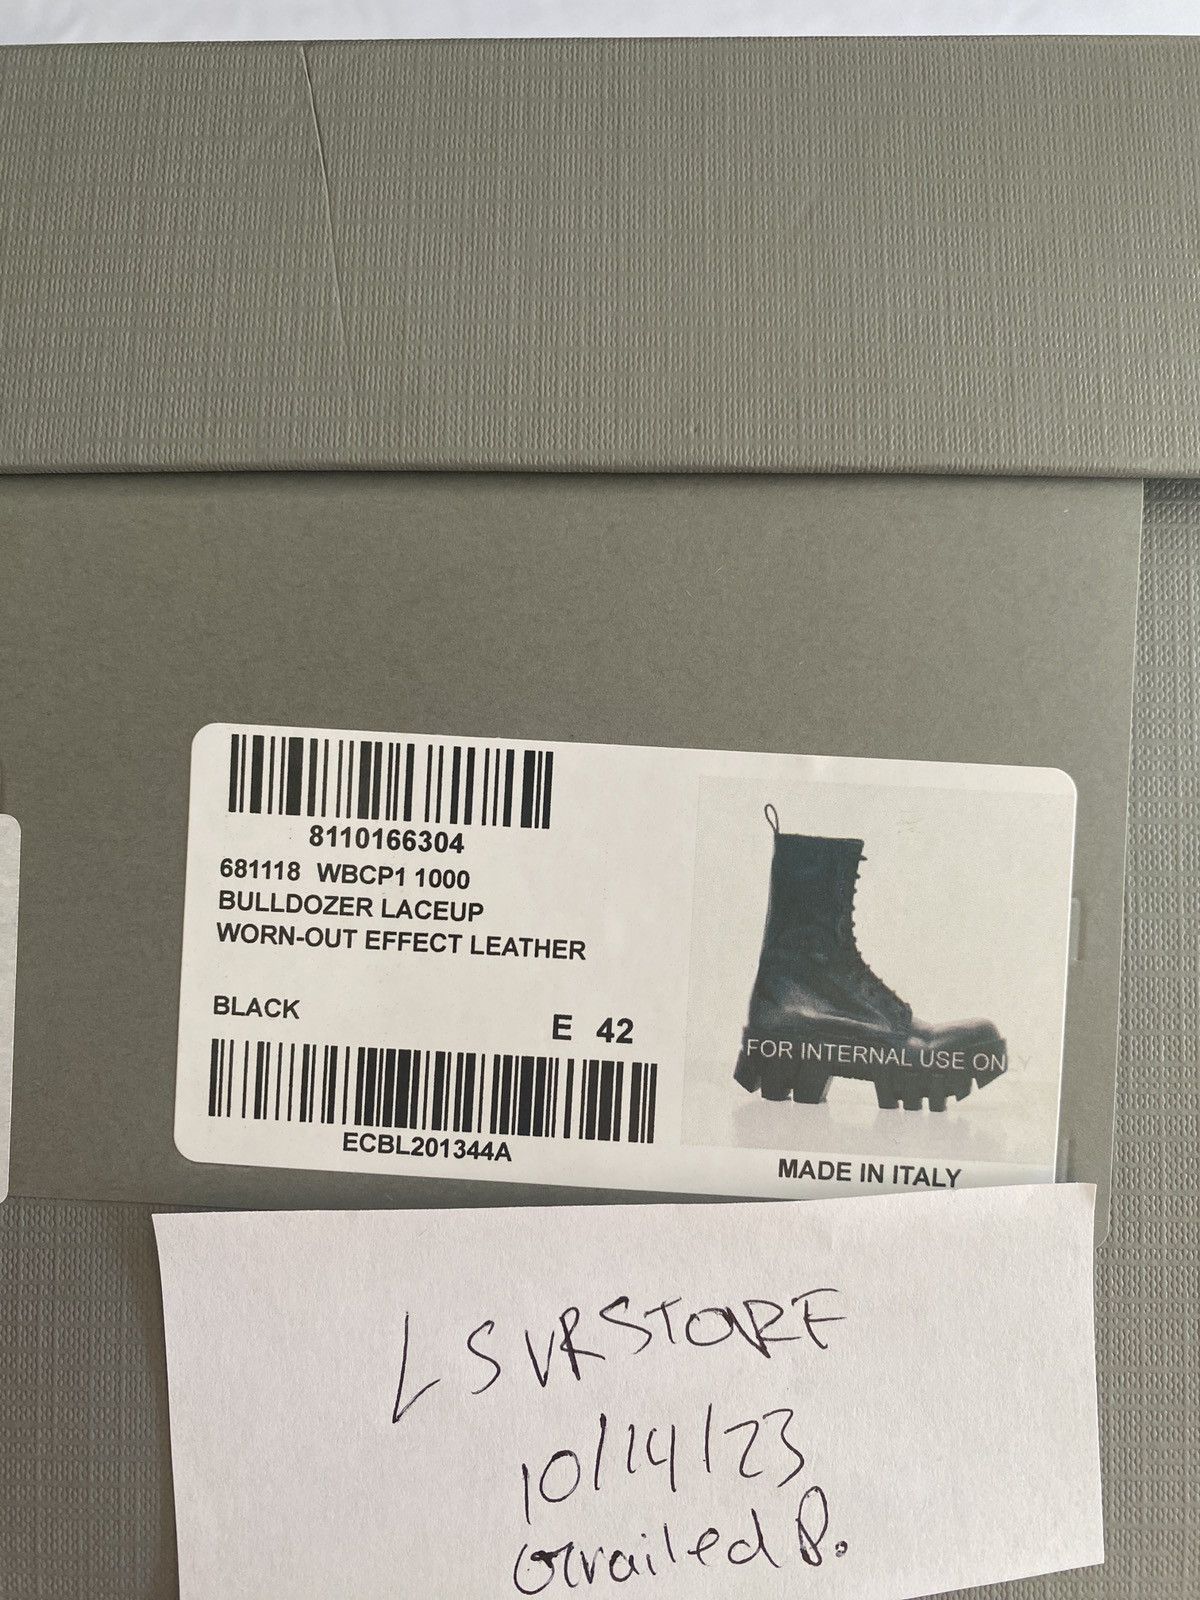 8110166304
681118 WBCP1 1000
BULLDOZER LACEUP
WORN-OUT EFFECT LEATHER
BLACK
E 42
ECBL201344A
FOR INTERNAL USE ONLY
MADE IN ITALY
LSVRSTORE
10/14/23
Grailed P.